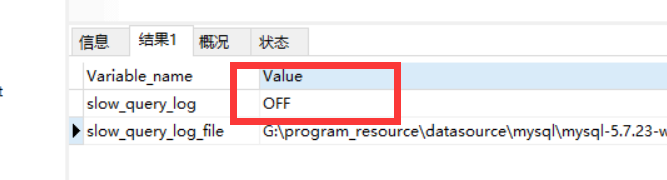 t
信息 结果1 概况 状态
Variable_name Value
slow_query_log OFF
slow_query_log_file G:\program_resource\datasource\mysql\mysql-5.7.23-w